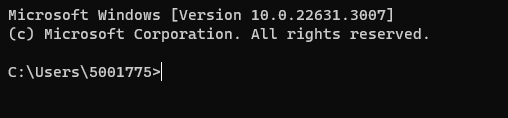 Microsoft Windows [Version 10.0.22631.3007]
(c) Microsoft Corporation. All rights reserved.
C:\Users\5001775>